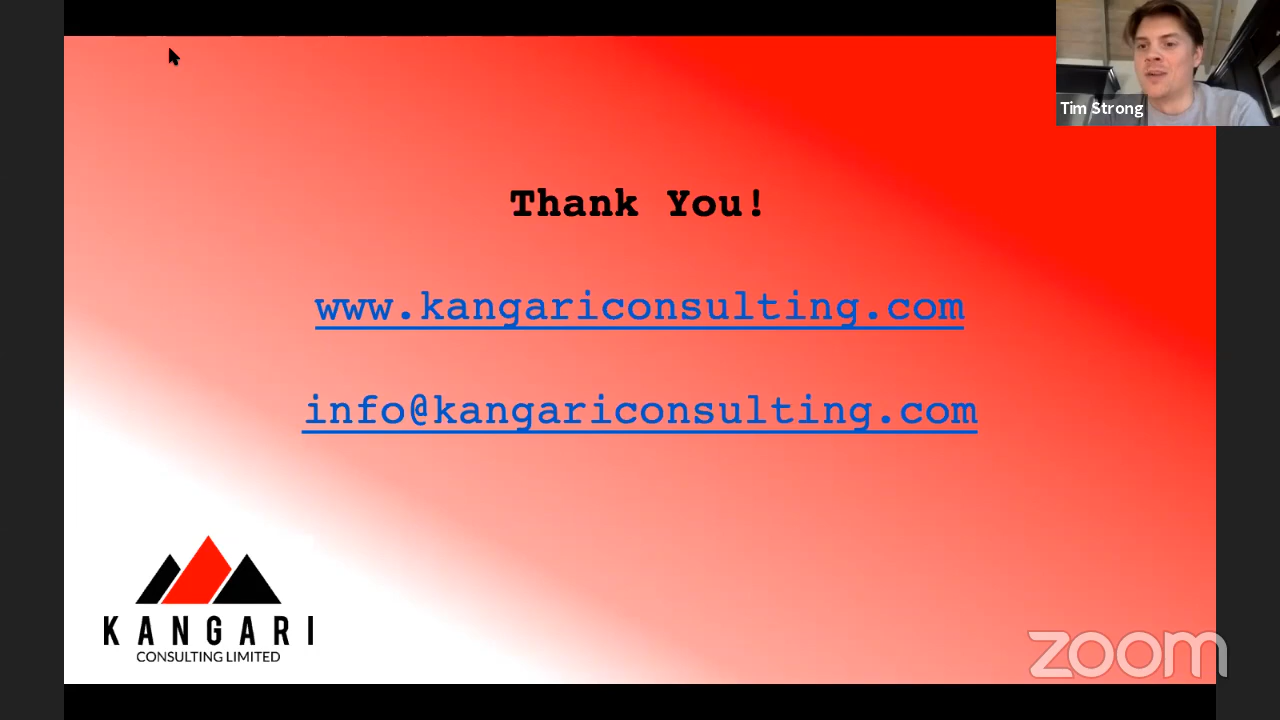 Tim Strong
Thank You!
www.kangariconsulting.com
info@kangariconsulting.com
KANGARI
CONSULTING LIMITED
zoom